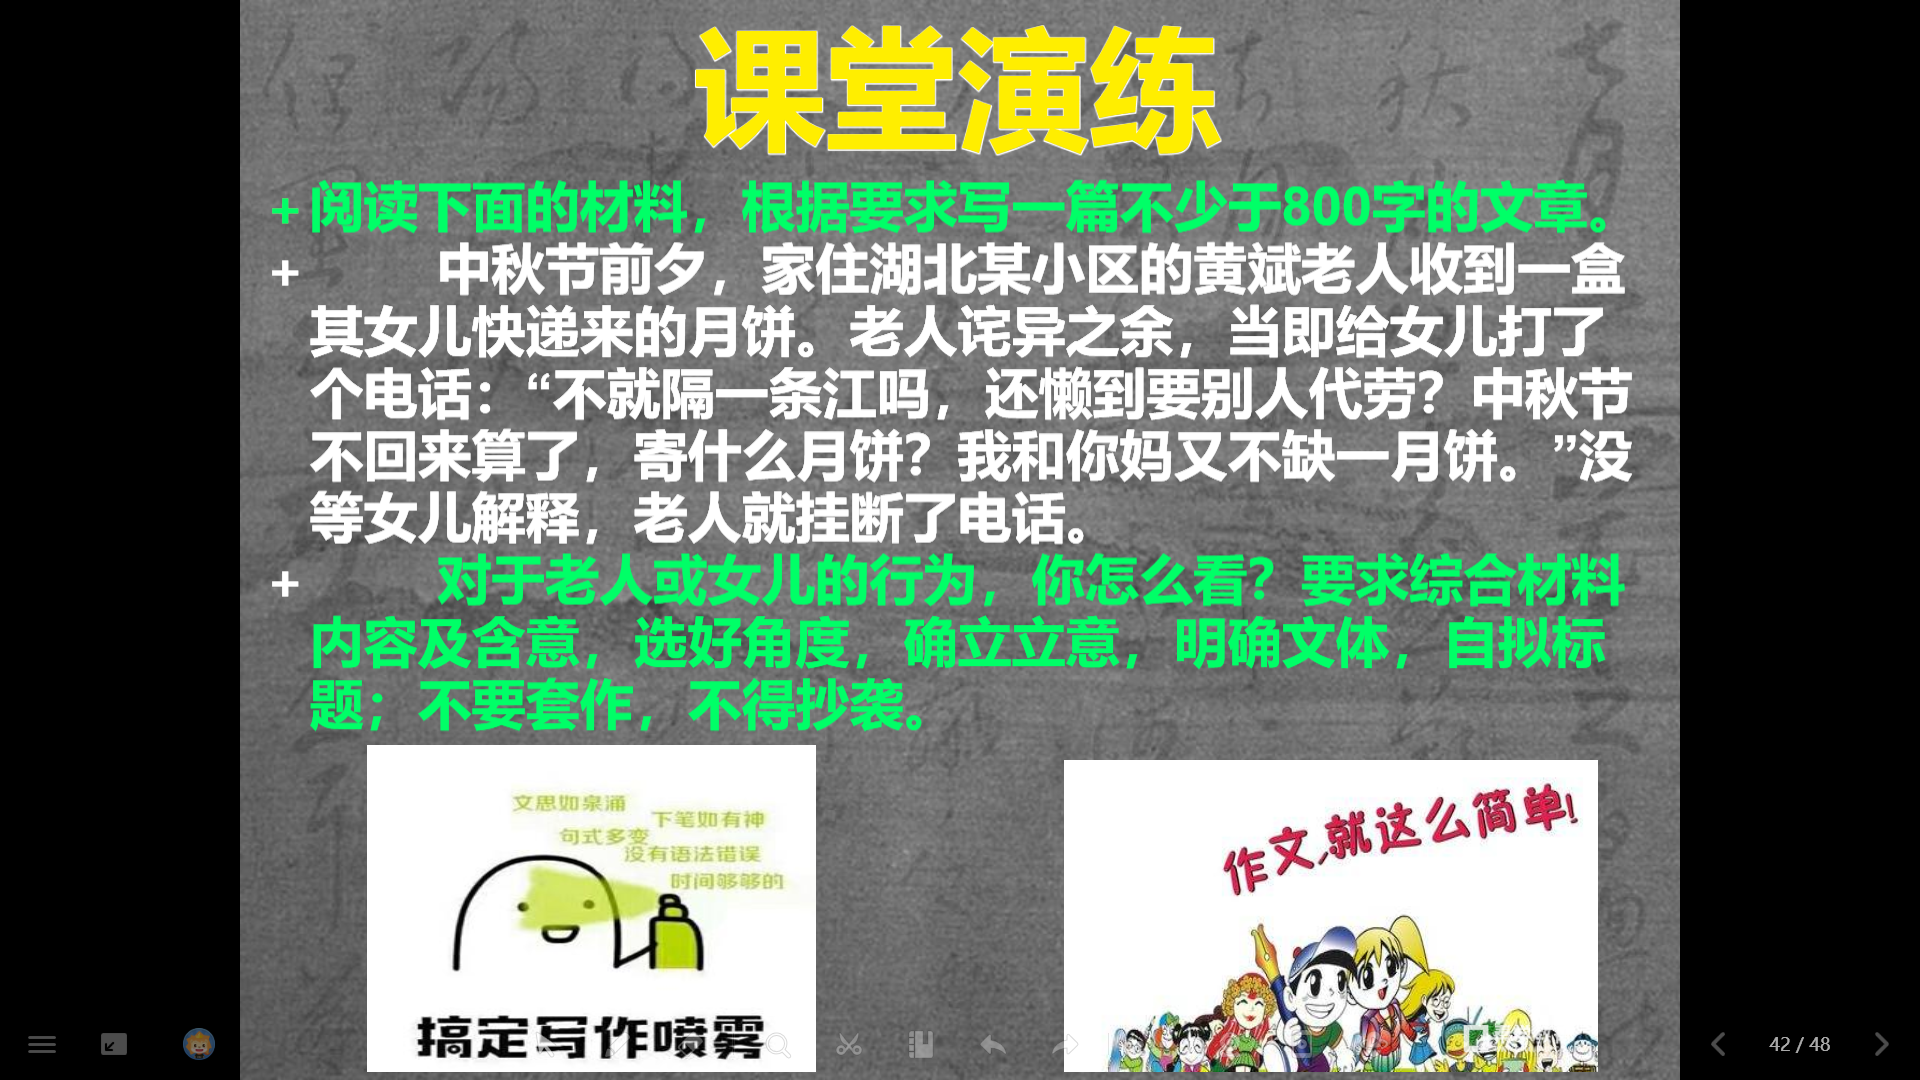 课堂演练
+阅读下面的材料，根据要求写一篇不少于800字的文章。
+ 中秋节前夕，家住湖北某小区的黄斌老人收到一盒
其女儿快递来的月饼。老人诧异之余，当即给女儿打了
个电话：“不就隔一条江吗，还懒到要别人代劳？中秋节
不回来算了，寄什么月饼？我和你妈又不缺一月饼。”没
等女儿解释，老人就挂断了电话。
+ 对于老人或女儿的行为，你怎么看？要求综合材料
内容及含意，选好角度，确立立意，明确文体，自拟标
题；不要套作，不得抄袭。
文思如泉涌
下笔如有神
句式多变
没有语法错误
时间够够的
搞定写作喷雾
作文,就这么简单!
42 / 48